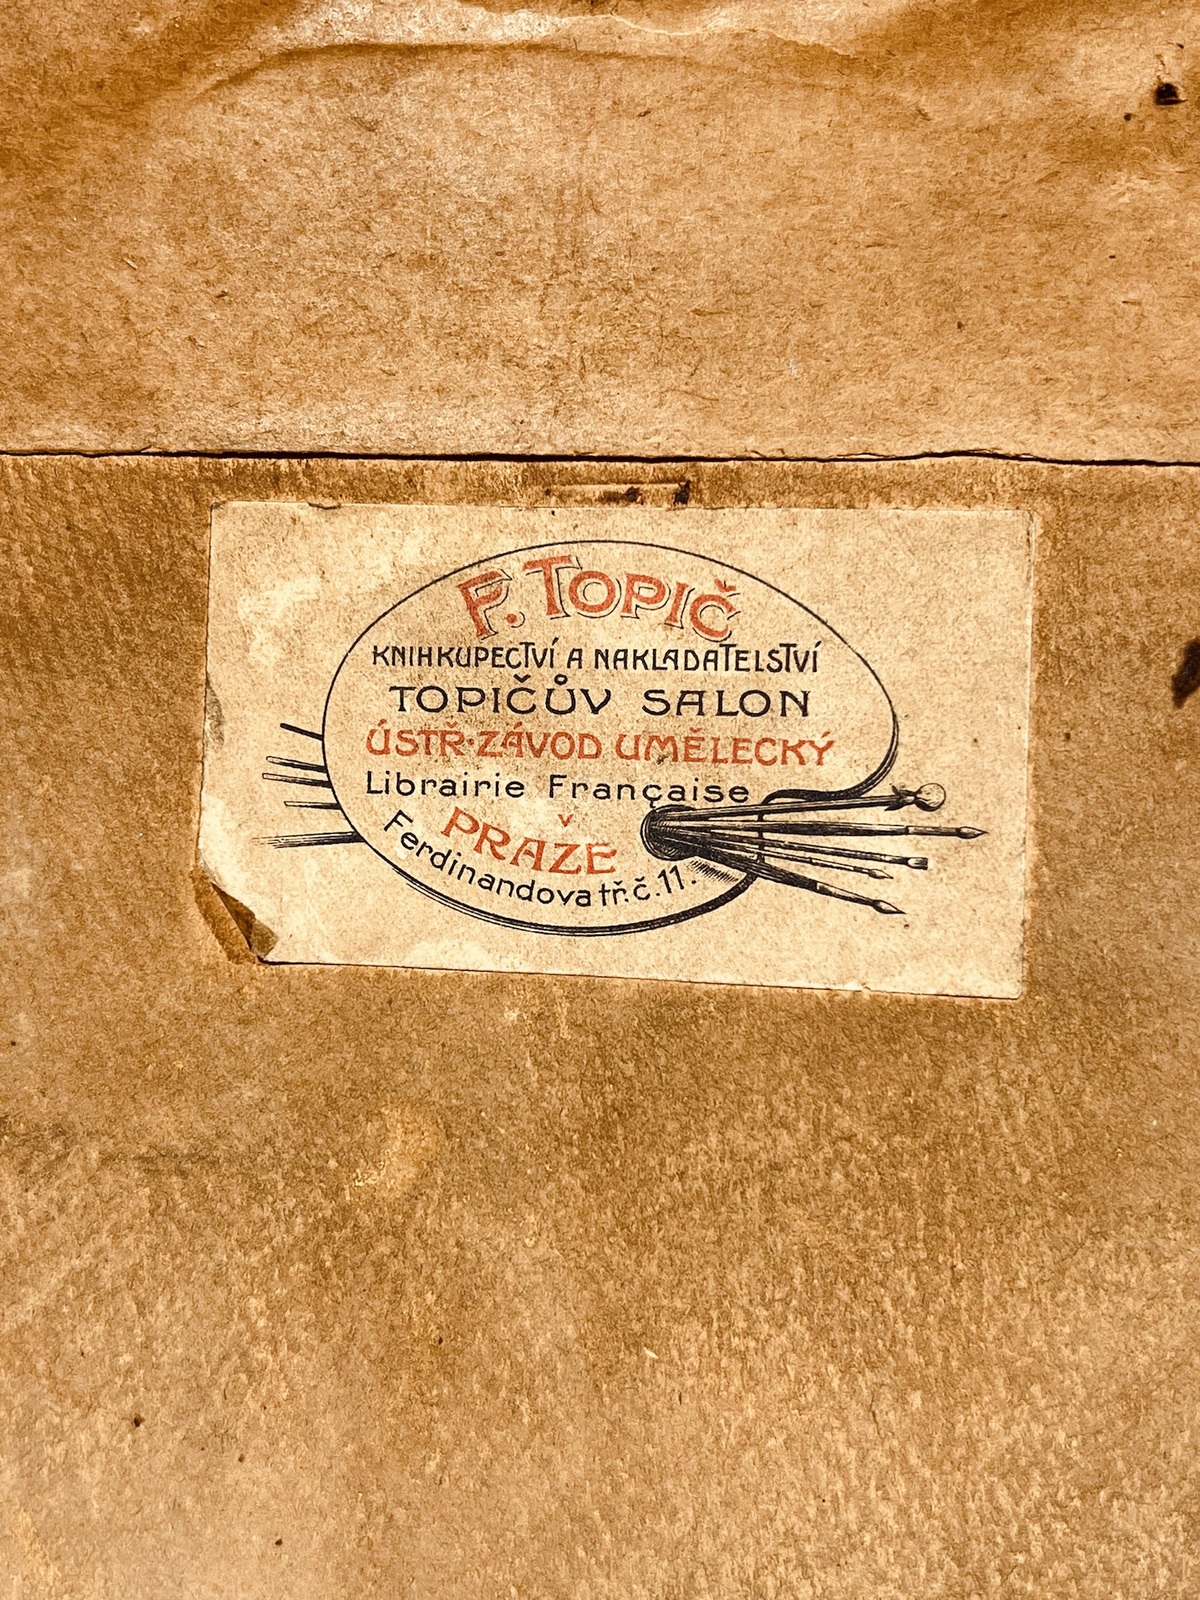 F. TOPIČ
KNIHKUPECTVÍ A NAKLADATELSTVÍ
TOPIČŮV SALON
ÚSTŘ·ZÁVOD UMĚLECKÝ
Librairie Française
v
PRAZE
Ferdinandova tř. č. 11.